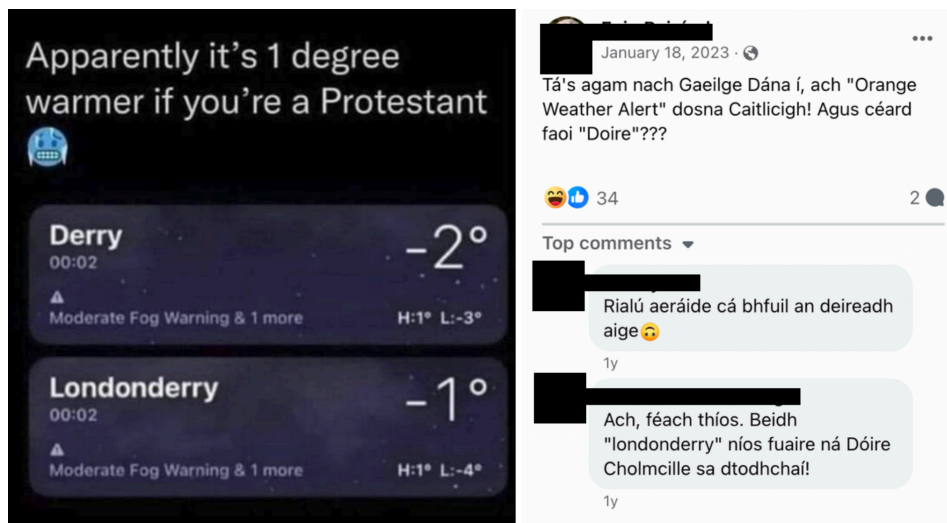 Apparently it's 1 degree
warmer if you're a Protestant
Derry
00:02
-2°
Moderate Fog Warning & 1 more
H:1° L:-3°
Londonderry
00:02
-1°
Moderate Fog Warning & 1 more
H:1° L:-4°
January 18, 2023 ·
Tá's agam nach Gaeilge Dána í, ach "Orange
Weather Alert" dosna Caitlicigh! Agus céard
faoi "Doire"???
34
2
Top comments
Rialú aeráide cá bhfuil an deireadh
aige🙃
1y
Ach, féach thíos. Beidh
"londonderry" níos fuaire ná Dóire
Cholmcille sa dtodhchaí!
1y